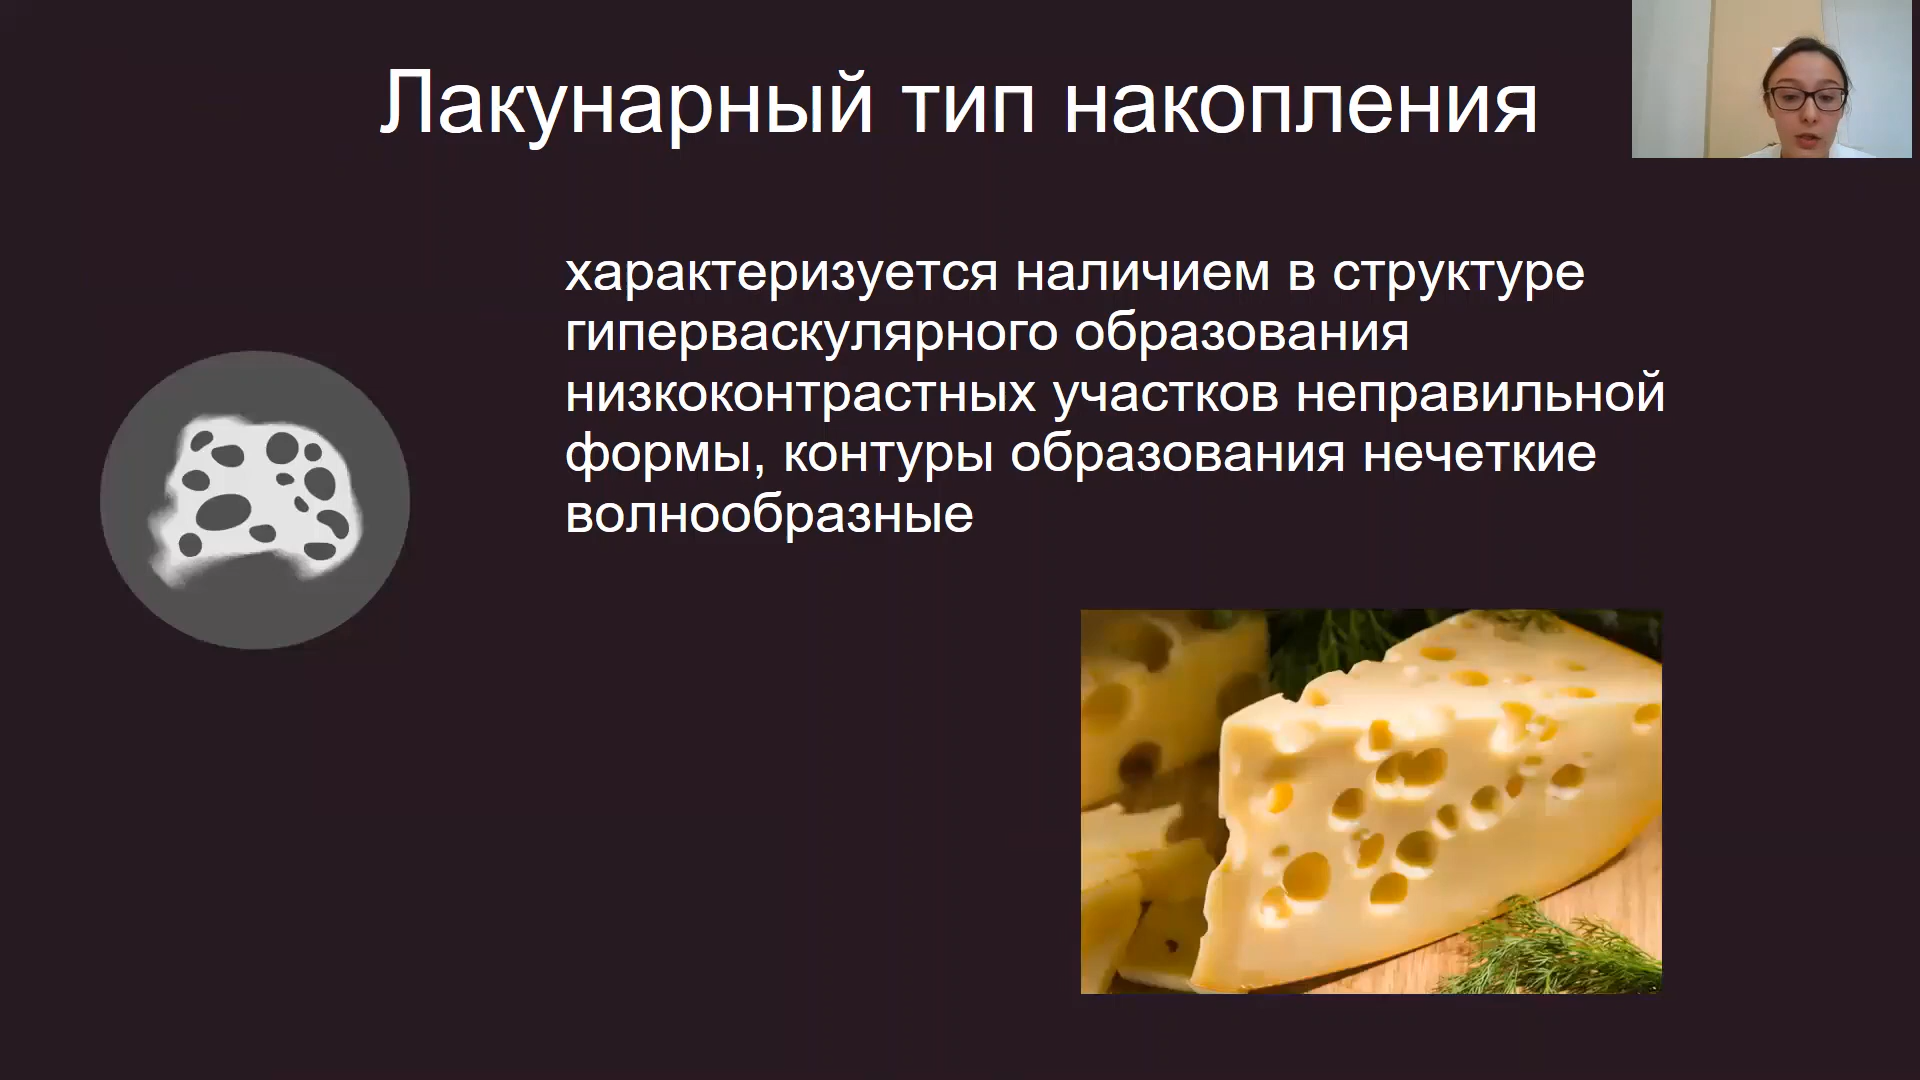 Лакунарный тип накопления
характеризуется наличием в структуре
гиперваскулярного образования
низкоконтрастных участков неправильной
формы, контуры образования нечеткие
волнообразные